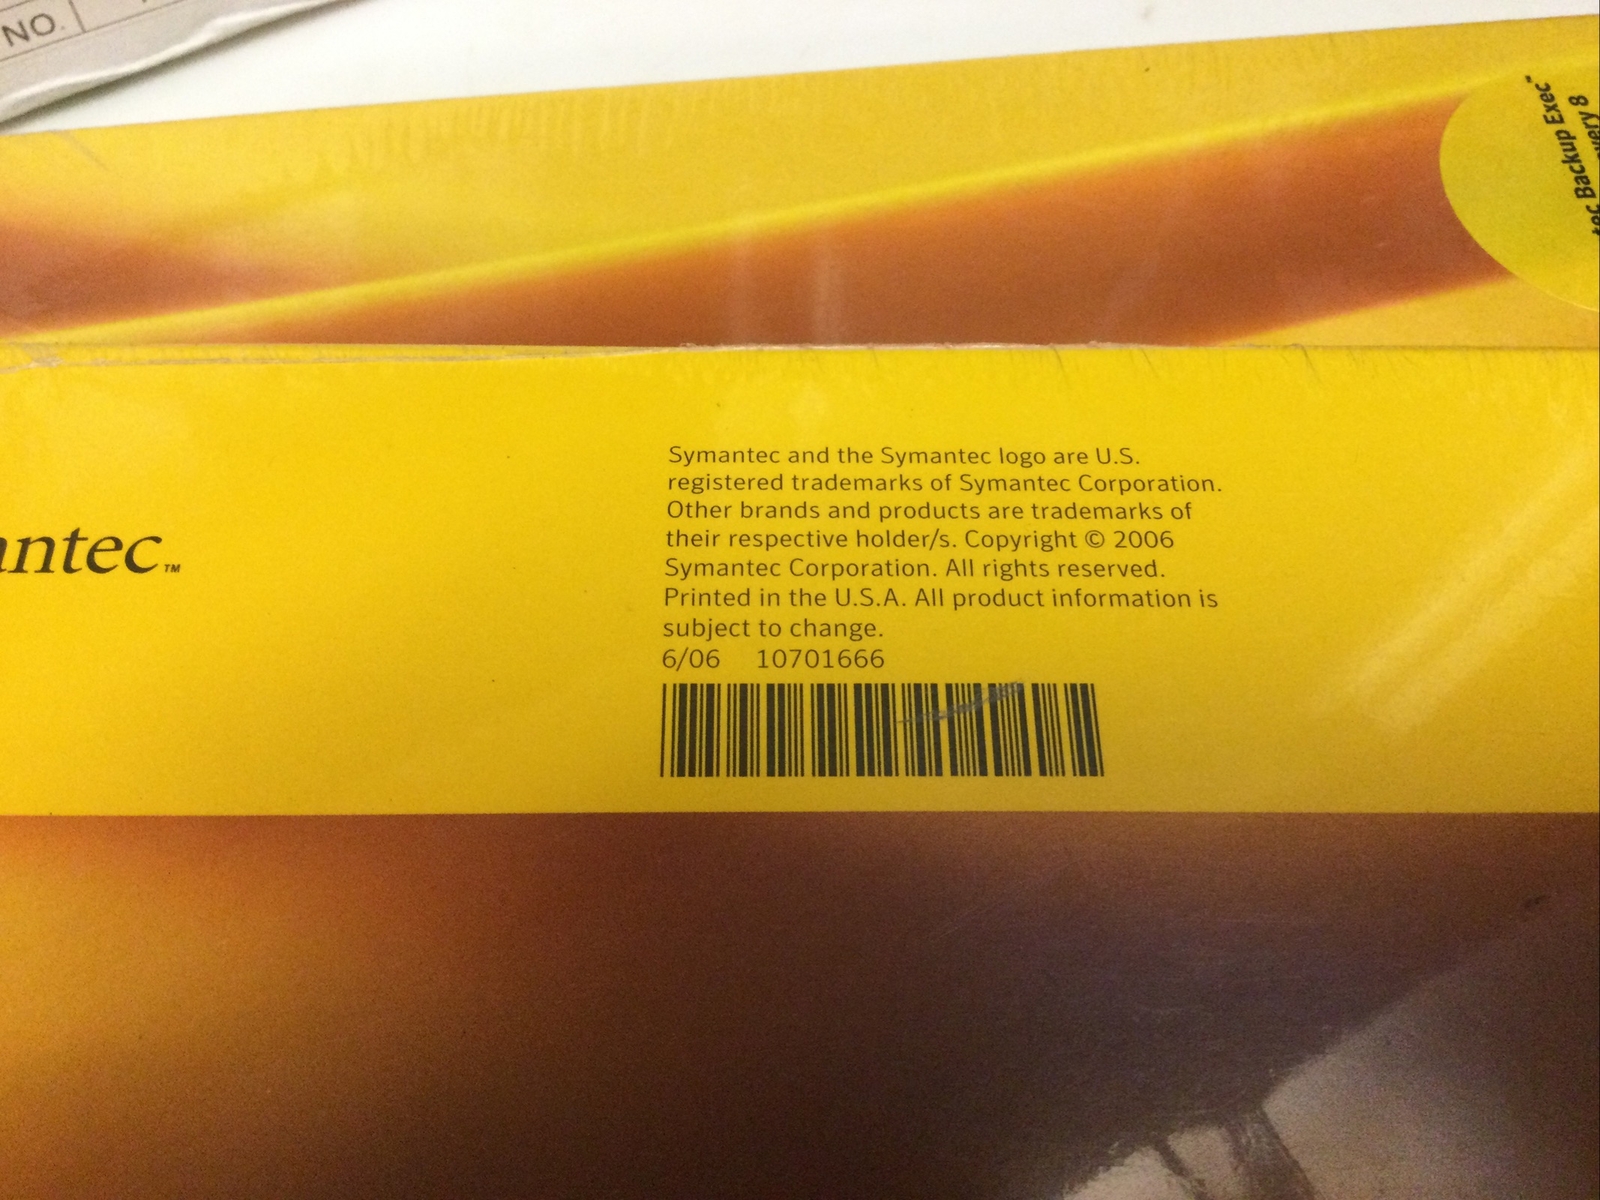 NO.
Backup Exec
8
Symantec and the Symantec logo are U.S.
registered trademarks of Symantec Corporation.
Other brands and products are trademarks of
their respective holder/s. Copyright © 2006
Symantec Corporation. All rights reserved.
Printed in the U.S.A. All product information is
subject to change.
6/06 10701666
antec™